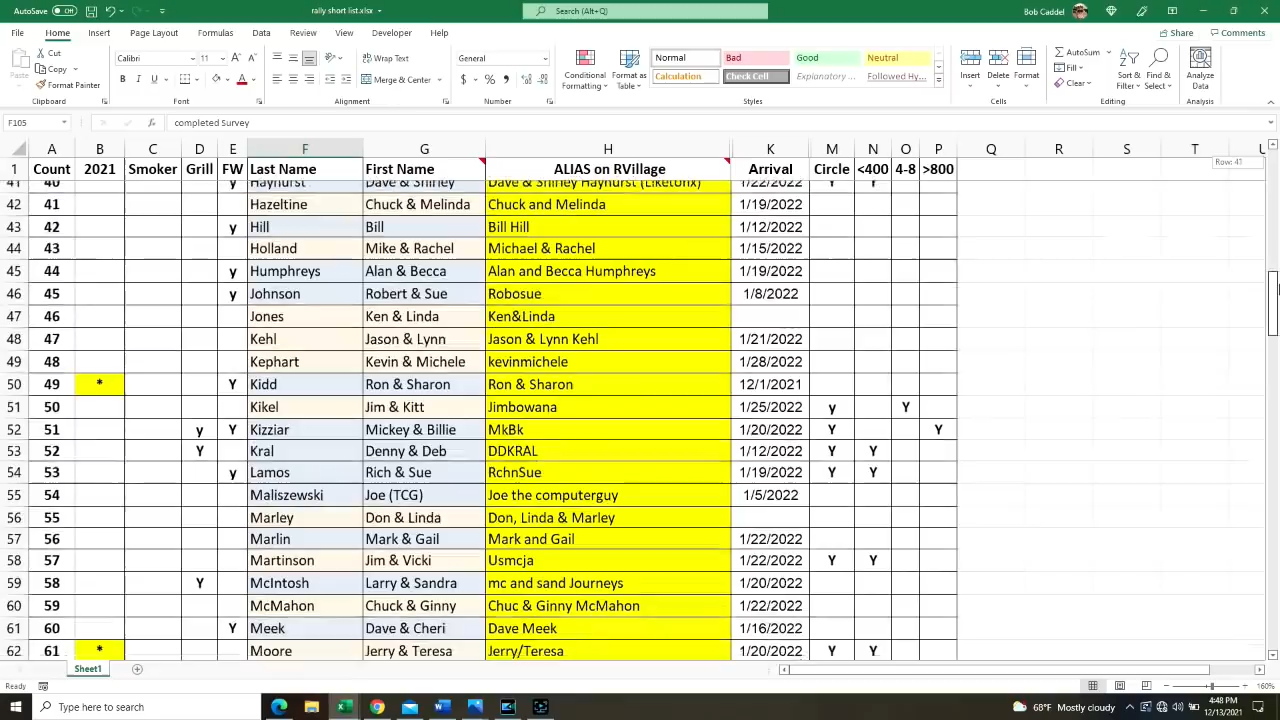 AutoSave Off rally short list.xlsx Search (Alt+Q) Bob Caddel
File Home Insert Page Layout Formulas Data Review View Developer Help Share Comments
Paste Cut Copy Format Painter Clipboard
Calibri 11 B I U Font
Wrap Text Merge & Center Alignment
General $ % Number
Conditional Formatting Format as Table
Normal Bad Good Neutral
Calculation Check Cell Explanatory ... Followed Hy...
Styles
Insert Delete Format Cells
AutoSum Fill Clear Sort & Filter Find & Select Editing
Analyze Data Analysis
F105 fx completed Survey
A B C D E F G H K M N O P Q R S T U
1 Count 2021 Smoker Grill FW Last Name First Name ALIAS on RVillage Arrival Circle <400 4-8 >800 Row: 41
41 40 y Hayhurst Dave & Shirley Dave & Shirley Hayhurst (Liketonx) 1/22/2022 Y Y
42 41 Hazeltine Chuck & Melinda Chuck and Melinda 1/19/2022
43 42 y Hill Bill Bill Hill 1/12/2022
44 43 Holland Mike & Rachel Michael & Rachel 1/15/2022
45 44 y Humphreys Alan & Becca Alan and Becca Humphreys 1/19/2022
46 45 y Johnson Robert & Sue Robosue 1/8/2022
47 46 Jones Ken & Linda Ken&Linda
48 47 Kehl Jason & Lynn Jason & Lynn Kehl 1/21/2022
49 48 Kephart Kevin & Michele kevinmichele 1/28/2022
50 49 * Y Kidd Ron & Sharon Ron & Sharon 12/1/2021
51 50 Kikel Jim & Kitt Jimbowana 1/25/2022 y Y
52 51 y Y Kizziar Mickey & Billie MkBk 1/20/2022 Y Y
53 52 Y Kral Denny & Deb DDKRAL 1/12/2022 Y Y
54 53 y Lamos Rich & Sue RchnSue 1/19/2022 Y Y
55 54 Maliszewski Joe (TCG) Joe the computerguy 1/5/2022
56 55 Marley Don & Linda Don, Linda & Marley
57 56 Marlin Mark & Gail Mark and Gail 1/22/2022
58 57 Martinson Jim & Vicki Usmcja 1/22/2022 Y Y
59 58 Y McIntosh Larry & Sandra mc and sand Journeys 1/20/2022
60 59 McMahon Chuck & Ginny Chuc & Ginny McMahon 1/22/2022
61 60 Y Meek Dave & Cheri Dave Meek 1/16/2022
62 61 * Moore Jerry & Teresa Jerry/Teresa 1/20/2022 Y Y
Sheet1
Ready 160%
Type here to search 68°F Mostly cloudy 4:48 PM
12/13/2021